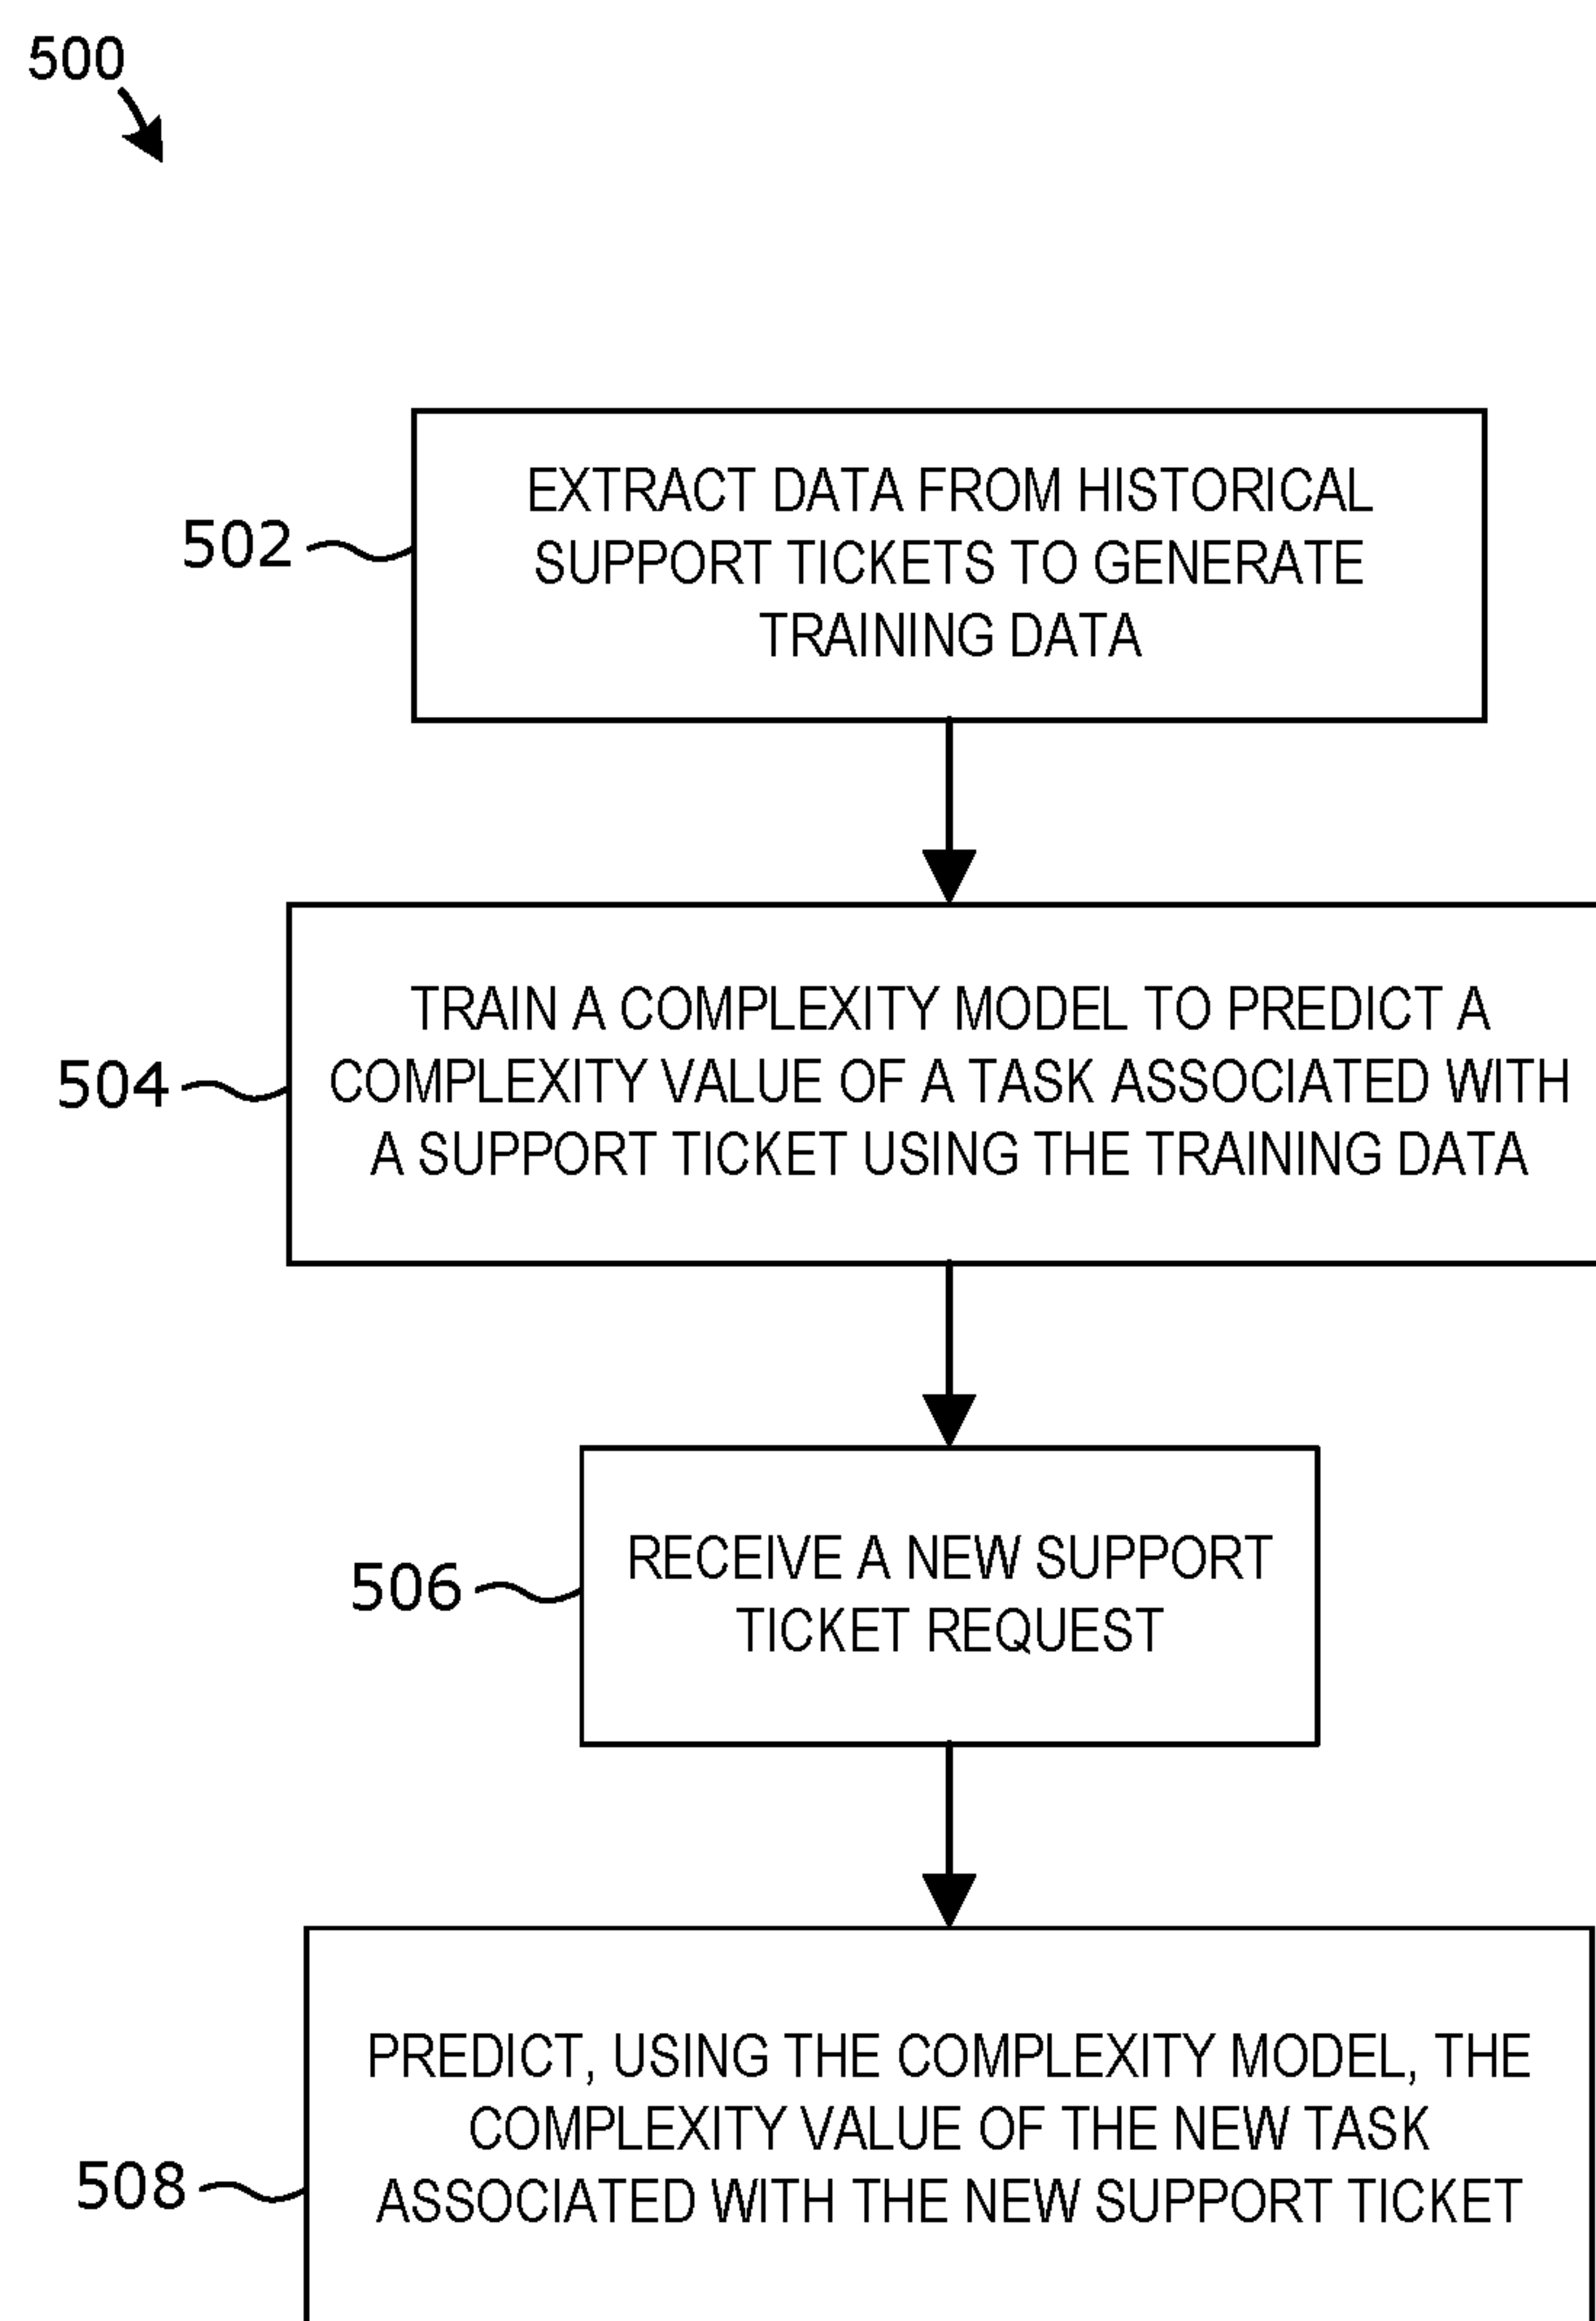 500
502
EXTRACT DATA FROM HISTORICAL
SUPPORT TICKETS TO GENERATE
TRAINING DATA
504
TRAIN A COMPLEXITY MODEL TO PREDICT A
COMPLEXITY VALUE OF A TASK ASSOCIATED WITH
A SUPPORT TICKET USING THE TRAINING DATA
506
RECEIVE A NEW SUPPORT
TICKET REQUEST
508
PREDICT, USING THE COMPLEXITY MODEL, THE
COMPLEXITY VALUE OF THE NEW TASK
ASSOCIATED WITH THE NEW SUPPORT TICKET